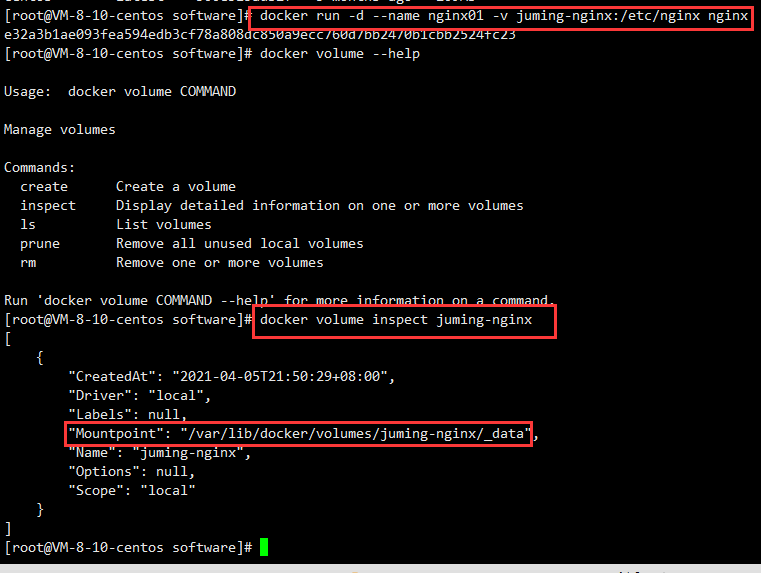 [root@VM-8-10-centos software]# docker run -d --name nginx01 -v juming-nginx:/etc/nginx nginx
[root@VM-8-10-centos software]# docker volume --help
Usage:  docker volume COMMAND
Manage volumes
Commands:
  create      Create a volume
  inspect     Display detailed information on one or more volumes
  ls          List volumes
  prune       Remove all unused local volumes
  rm          Remove one or more volumes
Run 'docker volume COMMAND --help' for more information on a command.
[root@VM-8-10-centos software]# docker volume inspect juming-nginx
[
    {
        "CreatedAt": "2021-04-05T21:50:29+08:00",
        "Driver": "local",
        "Labels": null,
        "Mountpoint": "/var/lib/docker/volumes/juming-nginx/_data",
        "Name": "juming-nginx",
        "Options": null,
        "Scope": "local"
    }
]
[root@VM-8-10-centos software]#